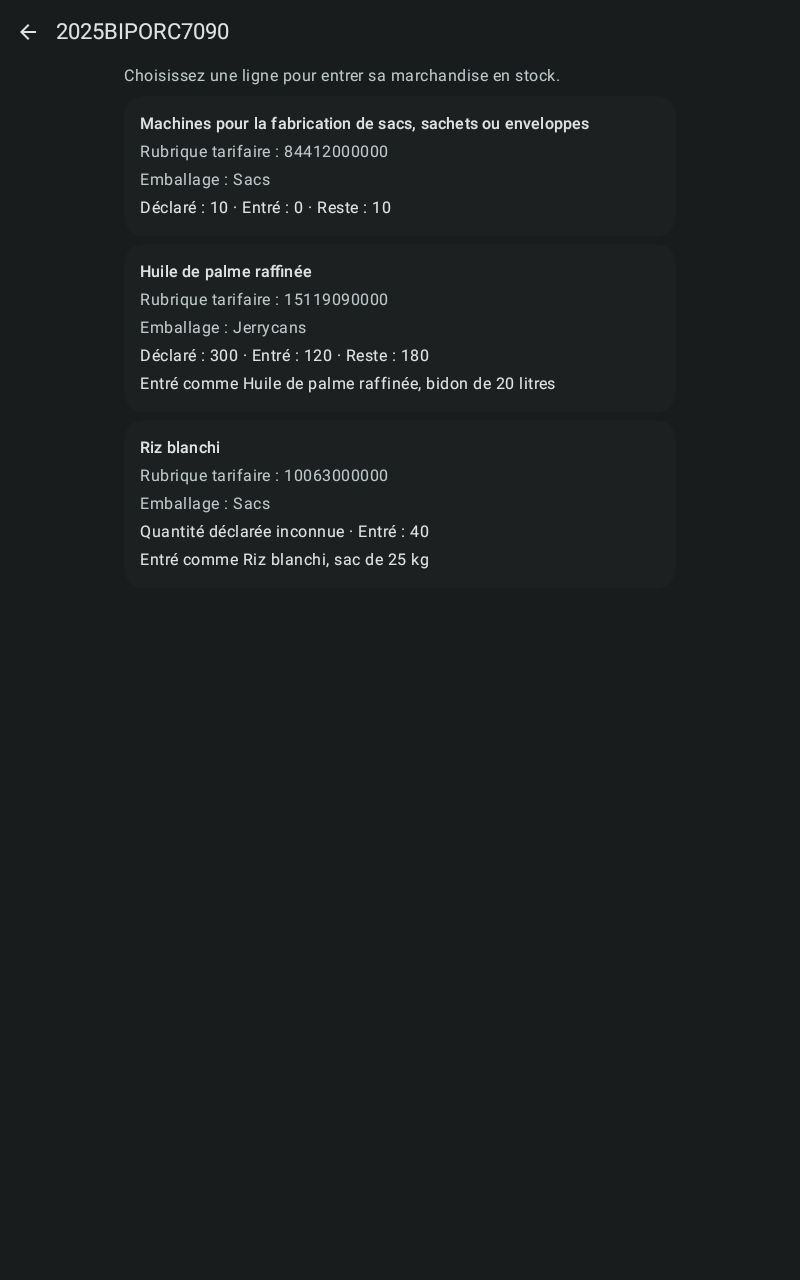 2025BIPORC7090
Choisissez une ligne pour entrer sa marchandise en stock.
Machines pour la fabrication de sacs, sachets ou enveloppes
Rubrique tarifaire : 84412000000
Emballage : Sacs
Déclaré : 10 · Entré : 0 · Reste : 10
Huile de palme raffinée
Rubrique tarifaire : 15119090000
Emballage : Jerrycans
Déclaré : 300 · Entré : 120 · Reste : 180
Entré comme Huile de palme raffinée, bidon de 20 litres
Riz blanchi
Rubrique tarifaire : 10063000000
Emballage : Sacs
Quantité déclarée inconnue · Entré : 40
Entré comme Riz blanchi, sac de 25 kg